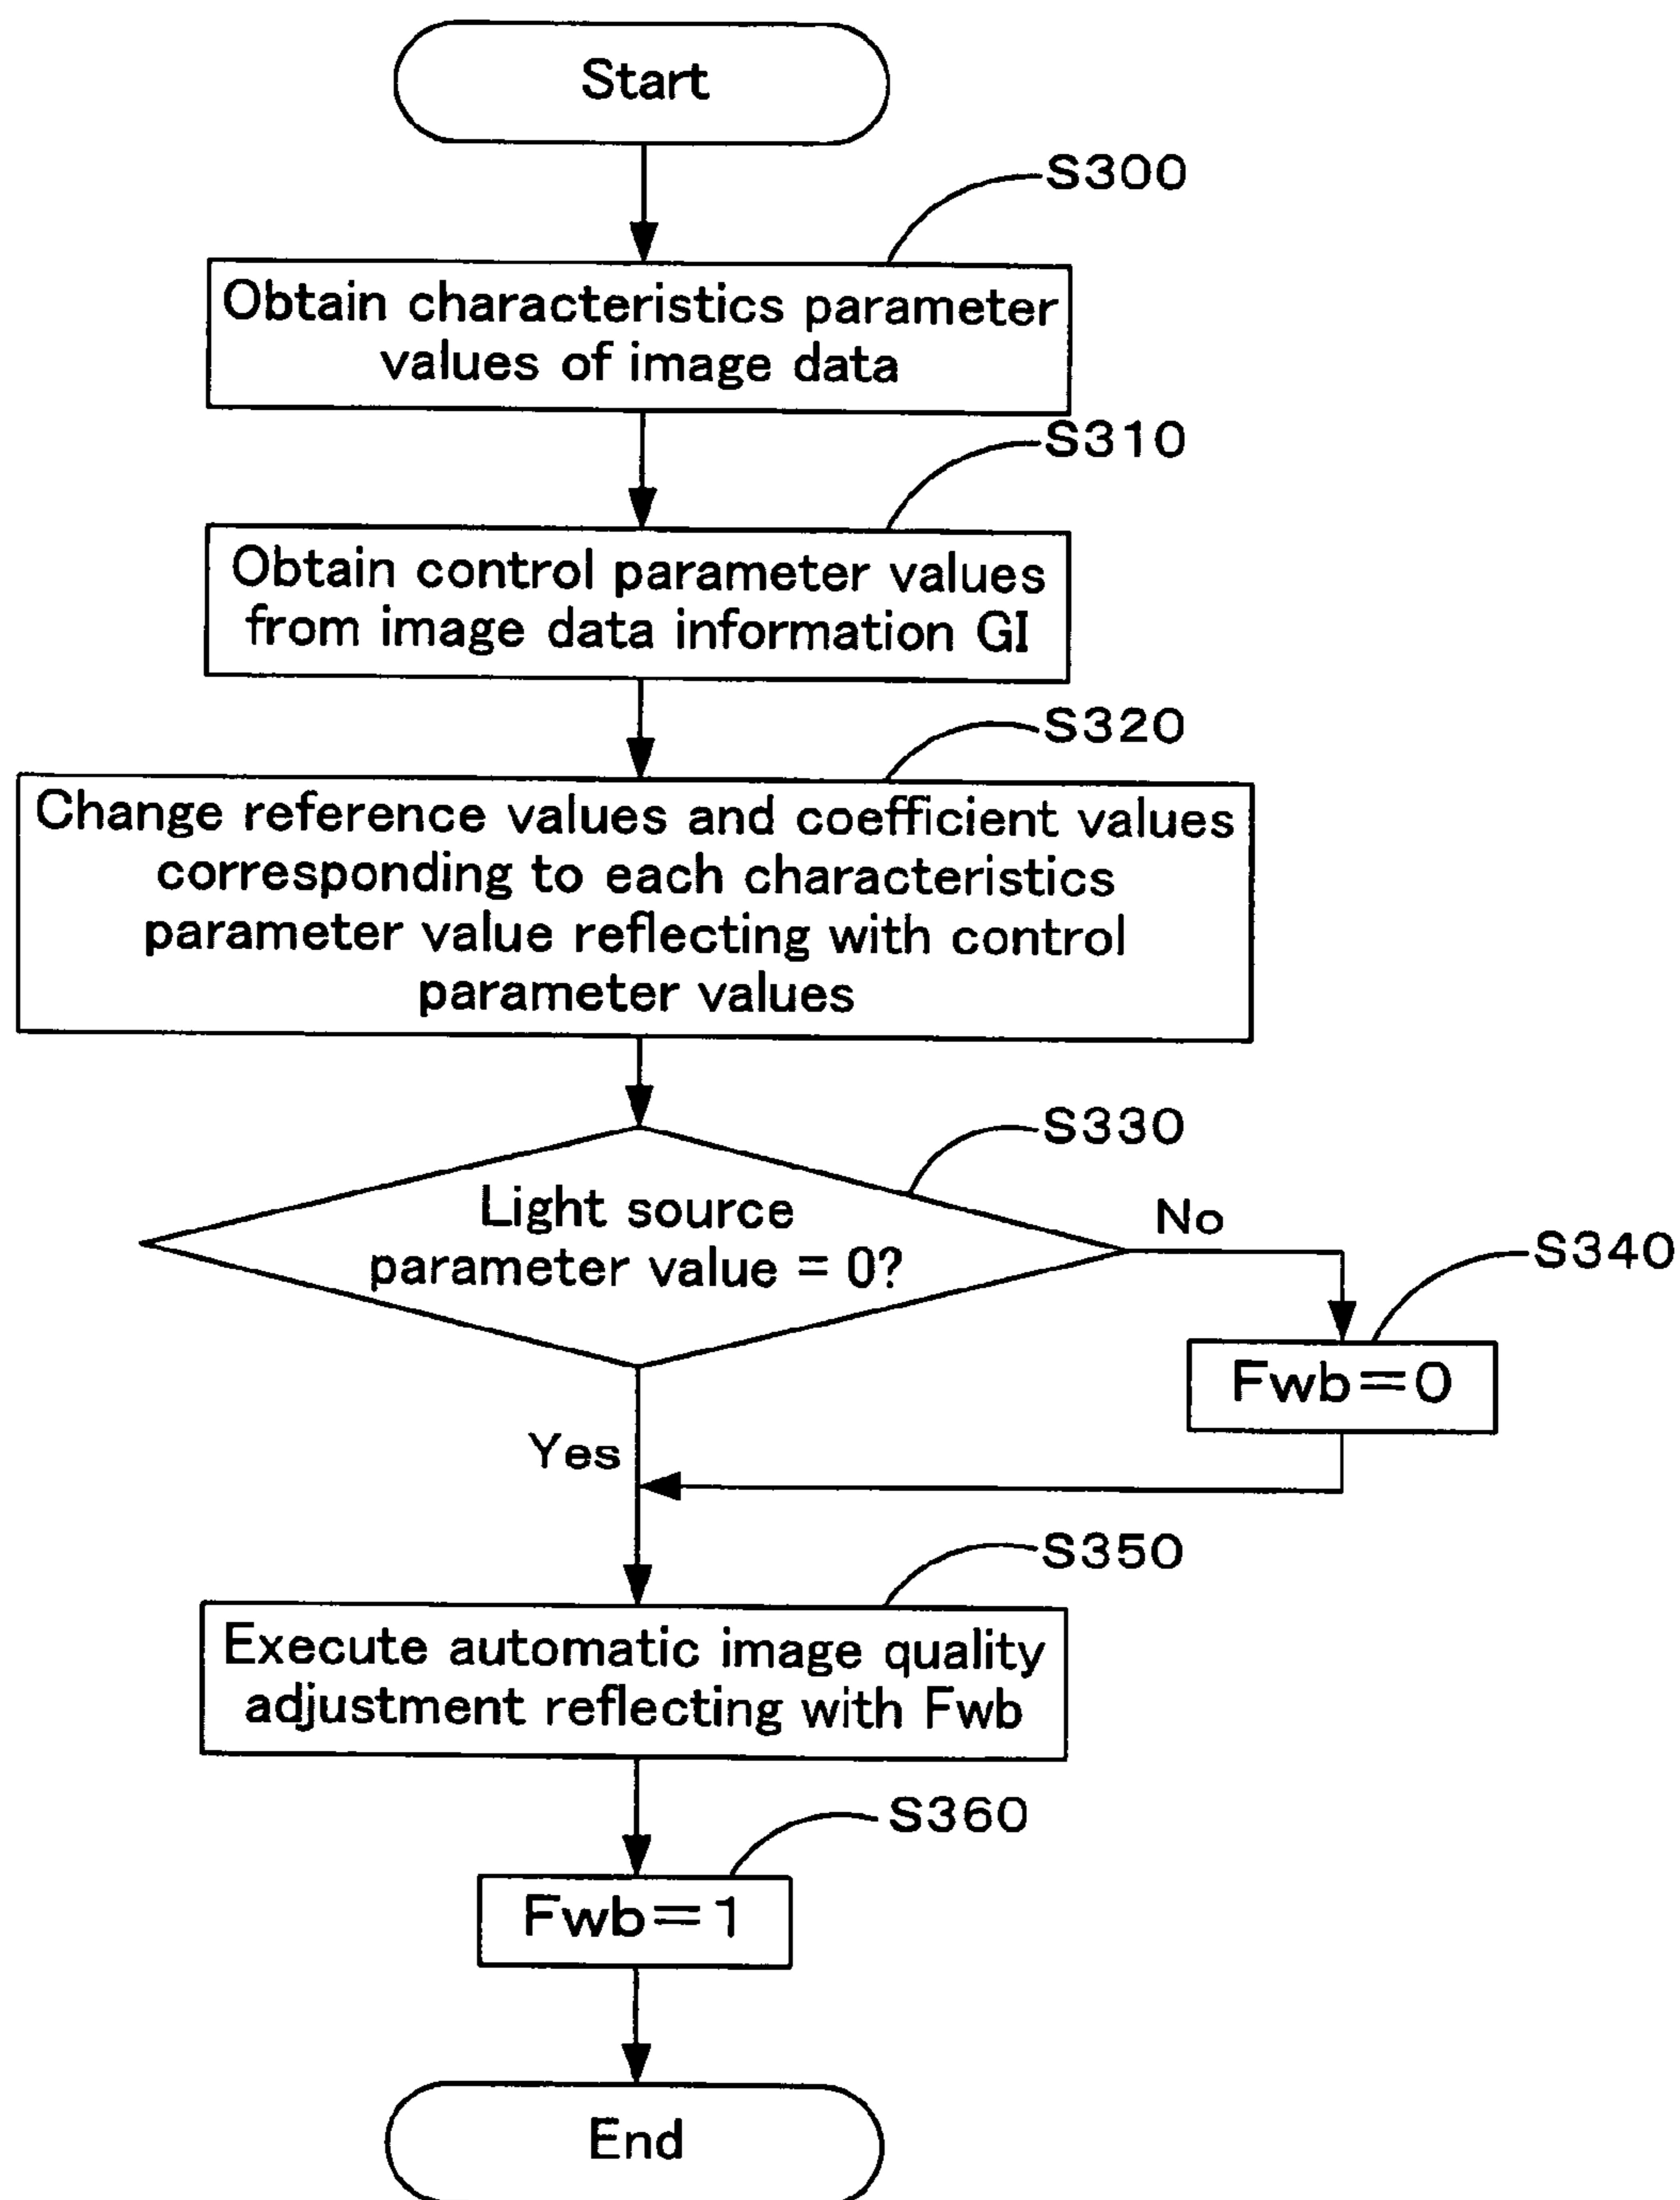 Start
S300
Obtain characteristics parameter
values of image data
S310
Obtain control parameter values
from image data information GI
S320
Change reference values and coefficient values
corresponding to each characteristics
parameter value reflecting with control
parameter values
S330
Light source
parameter value = 0?
No
S340
Fwb=0
Yes
S350
Execute automatic image quality
adjustment reflecting with Fwb
S360
Fwb=1
End